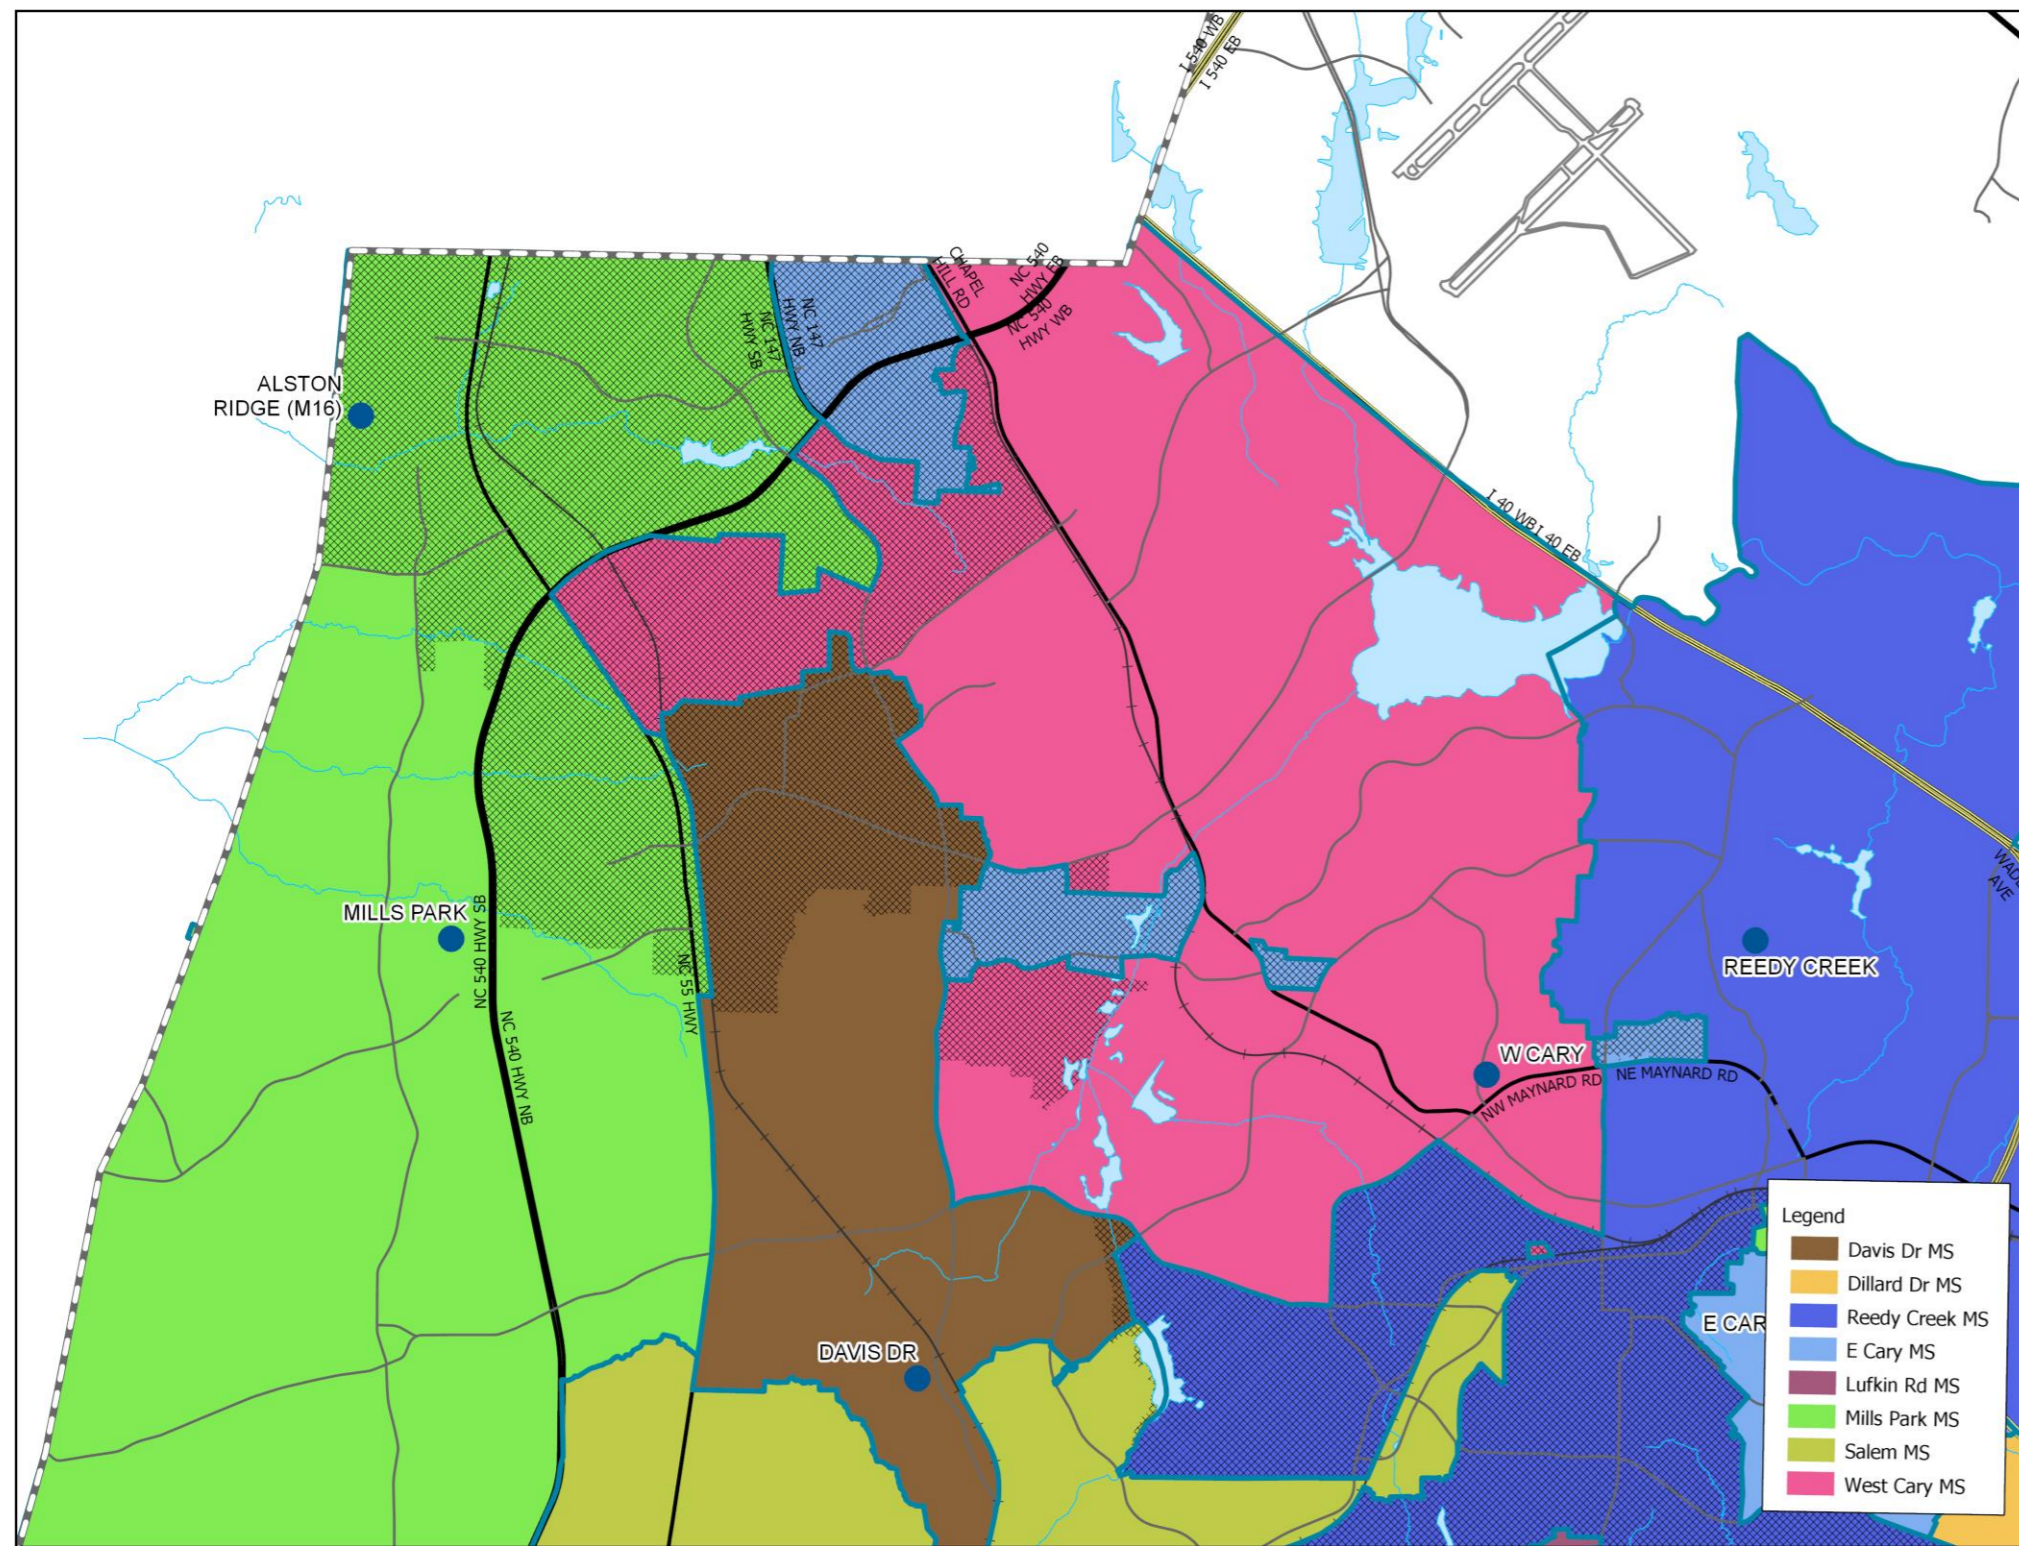 I 540 WB
I 540 EB
CHAPEL
HILL RD
NC 540
HWY EB
NC 540
HWY WB
NC 147
HWY NB
NC 147
HWY SB
ALSTON
RIDGE (M16)
I 40 WB
I 40 EB
WADE
AVE
MILLS PARK
NC 540 HWY SB
NC 55 HWY
REEDY CREEK
NC 540 HWY NB
W CARY
NW MAYNARD RD
NE MAYNARD RD
DAVIS DR
E CAR
Legend
Davis Dr MS
Dillard Dr MS
Reedy Creek MS
E Cary MS
Lufkin Rd MS
Mills Park MS
Salem MS
West Cary MS